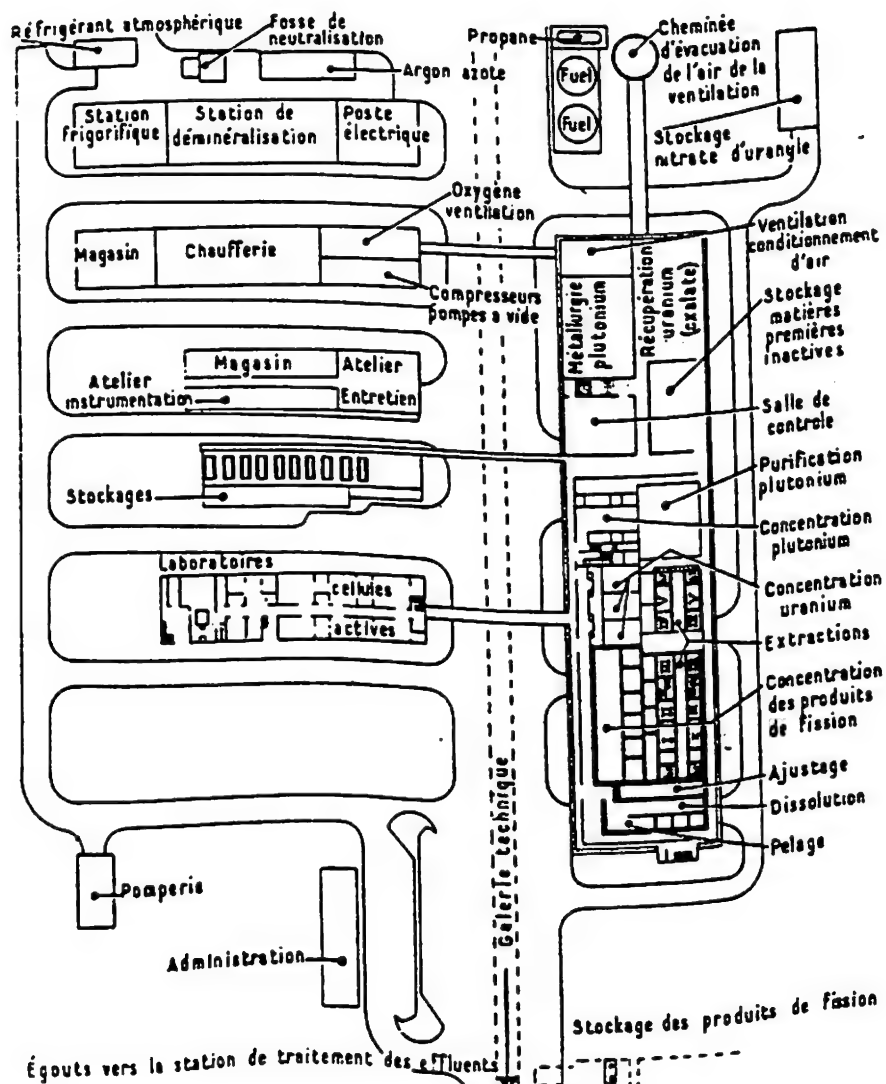 Réfrigérant atmosphérique
Fosse de
neutralisation
Argon
azote
Propane
Fuel
Fuel
Cheminée
d'évacuation
de l'air de la
ventilation
Stockage
nitrate d'urangle
Station
frigorifique
Station de
déminéralisation
Poste
électrique
Oxygène
ventilation
Magasin
Chaufferie
Compresseurs
pompes a vide
Ventilation
conditionnement
d'air
Métallurgie
plutonium
Récupération
uranium
(oxalate)
Stockage
matières
premières
inactives
Magasin
Atelier
Atelier
instrumentation
Entretien
Salle de
controle
Stockages
Purification
plutonium
Concentration
plutonium
Laboratoires
cellules
actives
Concentration
uranium
Extractions
Concentration
des produits
de fission
Ajustage
Dissolution
Pelage
Galerie technique
Pomperie
Administration
Stockage des produits de fission
Égouts vers la station de traitement des effluents